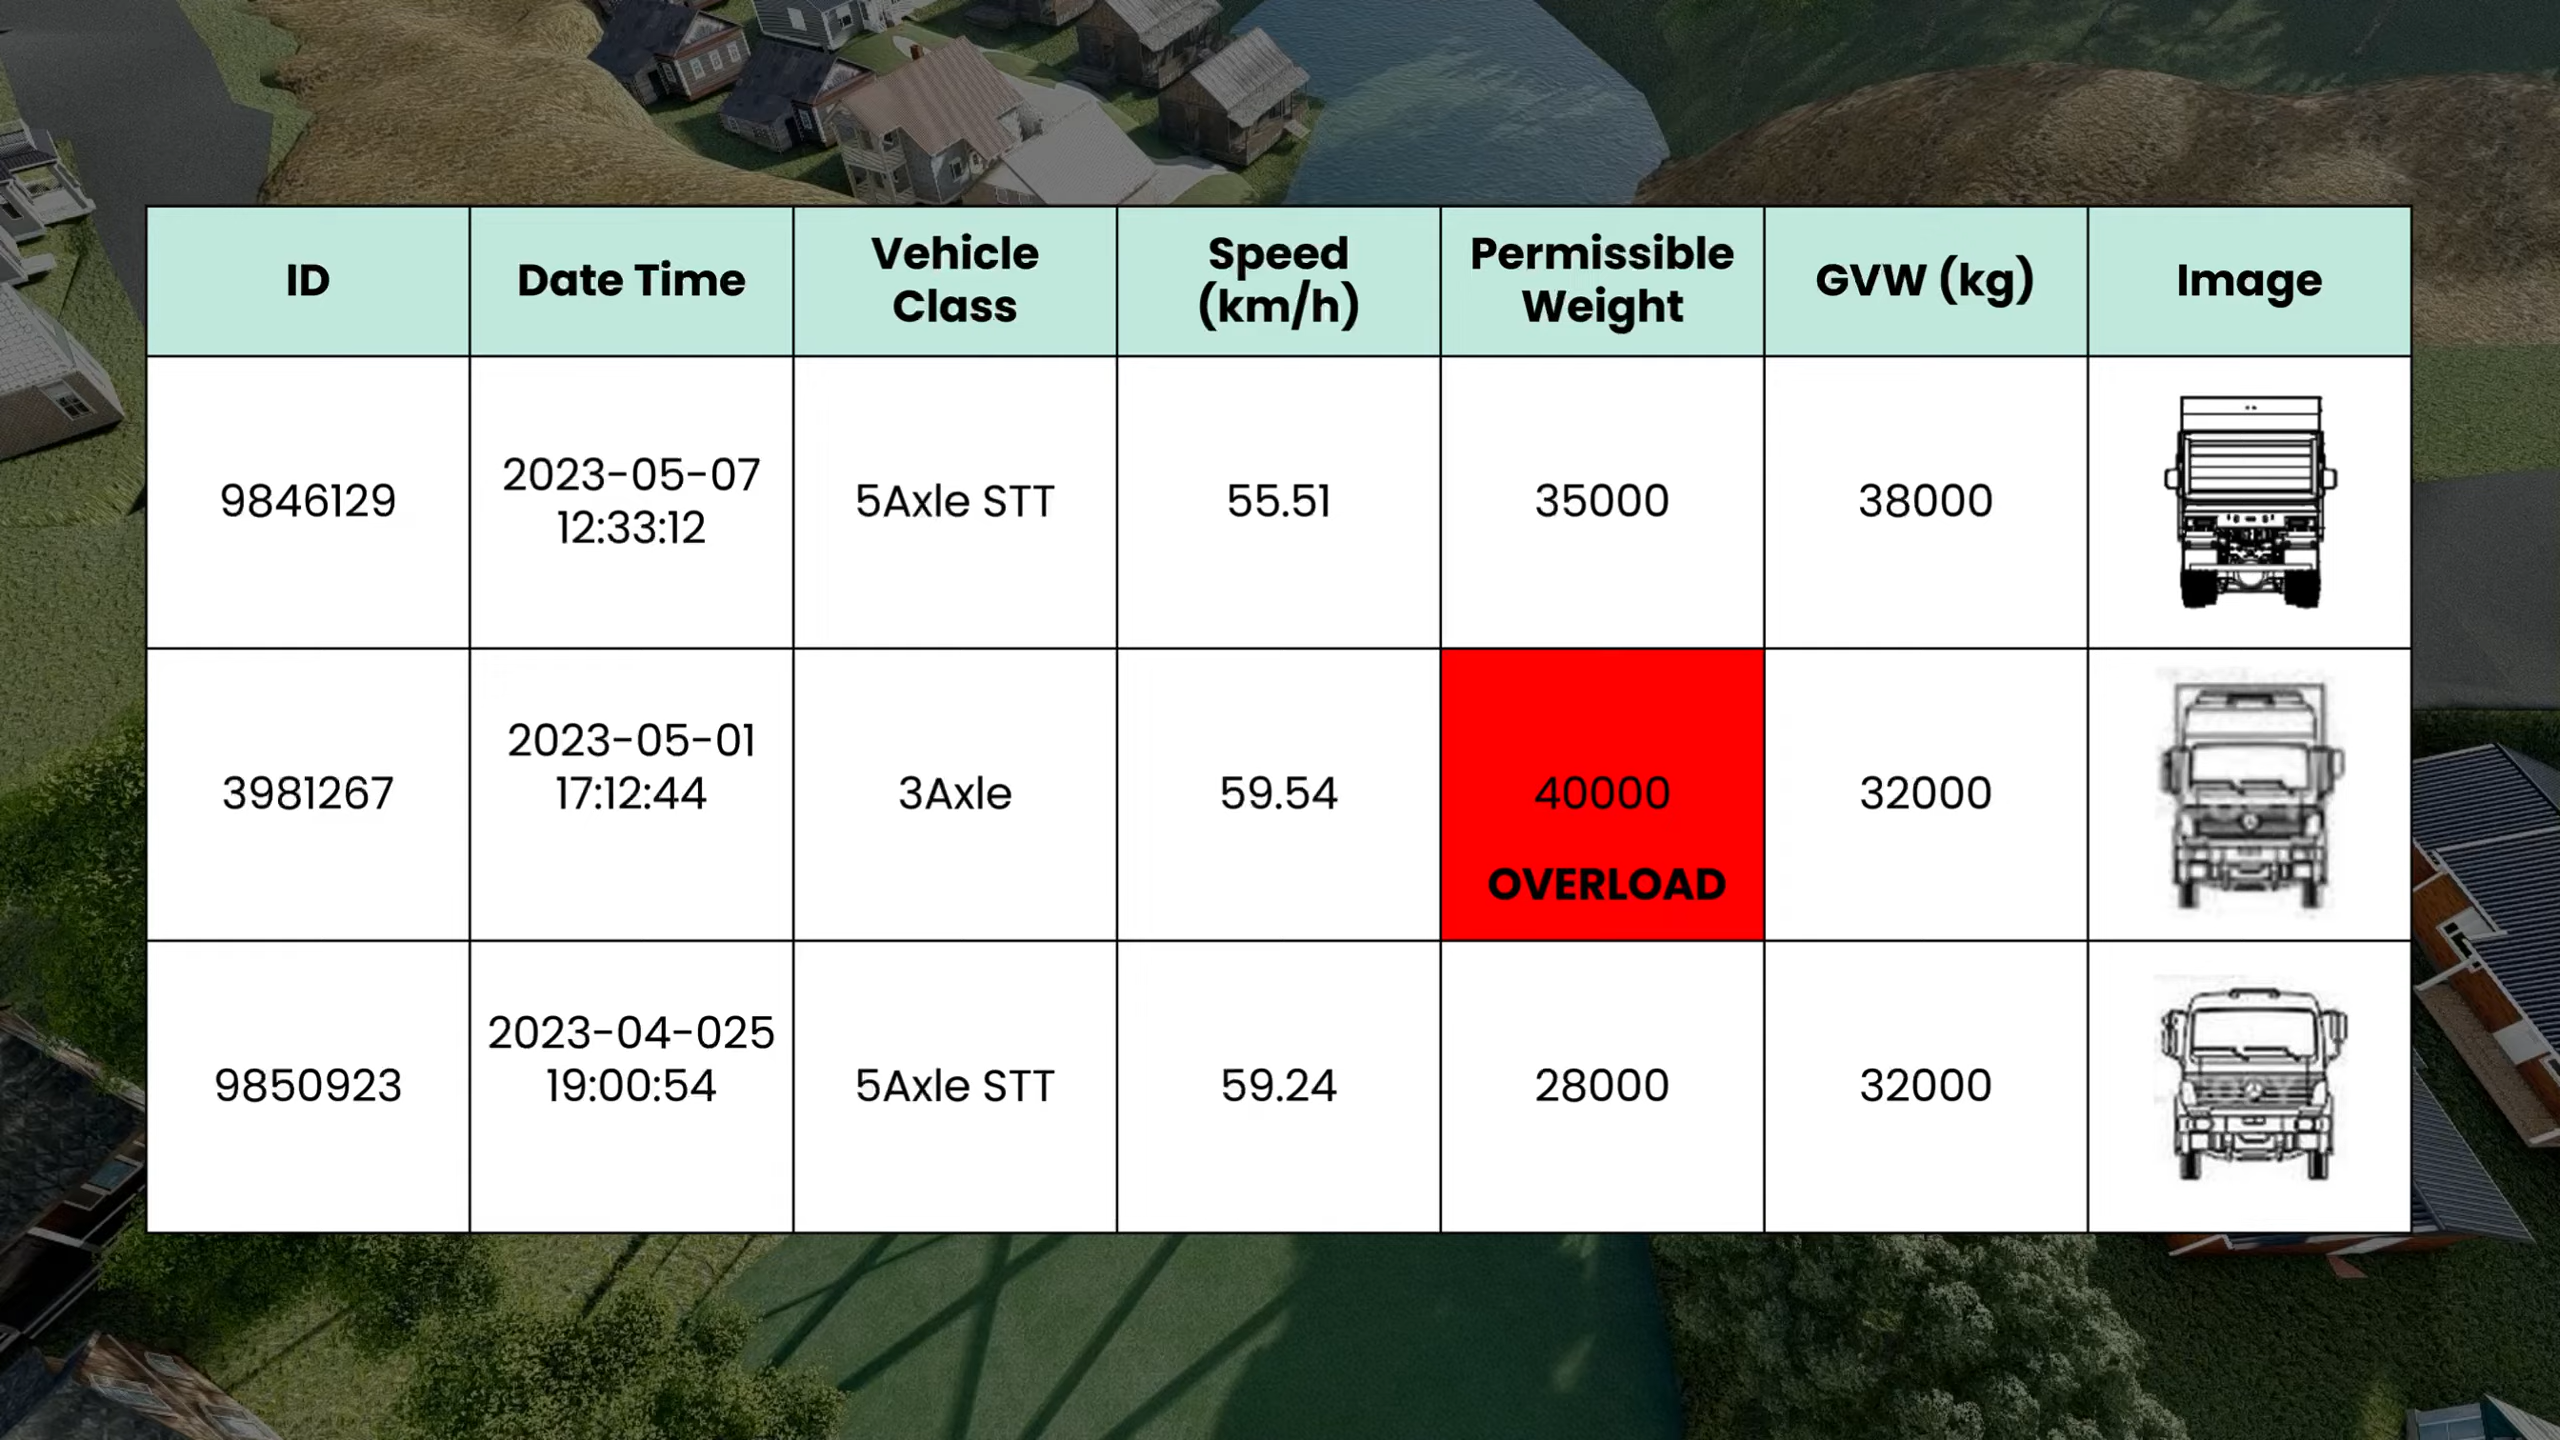 ID
Date Time
Vehicle
Class
Speed
(km/h)
Permissible
Weight
GVW (kg)
Image
9846129
2023-05-07
12:33:12
5Axle STT
55.51
35000
38000
3981267
2023-05-01
17:12:44
3Axle
59.54
40000
OVERLOAD
32000
9850923
2023-04-025
19:00:54
5Axle STT
59.24
28000
32000